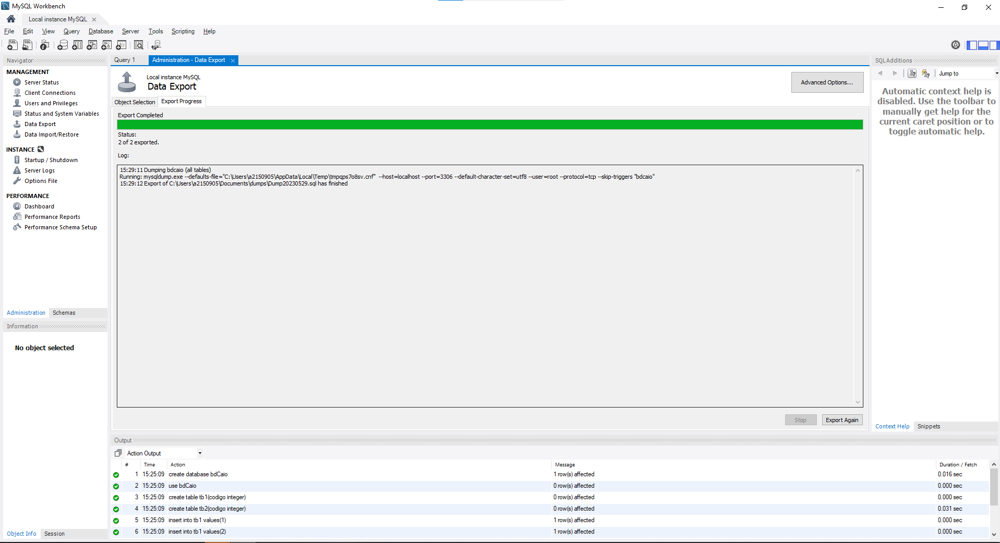 MySQL Workbench
Local instance MySQL
File Edit View Query Database Server Tools Scripting Help
Navigator
MANAGEMENT
Server Status
Client Connections
Users and Privileges
Status and System Variables
Data Export
Data Import/Restore
INSTANCE
Startup / Shutdown
Server Logs
Options File
PERFORMANCE
Dashboard
Performance Reports
Performance Schema Setup
Administration Schemas
Information
No object selected
Object Info Session
Query 1 Administration - Data Export
Local instance MySQL
Data Export
Advanced Options...
Object Selection Export Progress
Export Completed
Status:
2 of 2 exported.
Log:
15:29:11 Dumping bdcaio (all tables)
Running: mysqldump.exe --defaults-file="C:\Users\a2150905\AppData\Local\Temp\tmpqps7o8sv.cnf" --host=localhost --port=3306 --default-character-set=utf8 --user=root --protocol=tcp --skip-triggers "bdcaio"
15:29:12 Export of C:\Users\a2150905\Documents\dumps\Dump20230529.sql has finished
Stop Export Again
SQLAdditions
Jump to
Automatic context help is
disabled. Use the toolbar to
manually get help for the
current caret position or to
toggle automatic help.
Context Help Snippets
Output
Action Output
# Time Action Message Duration / Fetch
1 15:25:09 create database bdCaio 1 row(s) affected 0.016 sec
2 15:25:09 use bdCaio 0 row(s) affected 0.000 sec
3 15:25:09 create table tb1(codigo integer) 0 row(s) affected 0.000 sec
4 15:25:09 create table tb2(codigo integer) 0 row(s) affected 0.031 sec
5 15:25:09 insert into tb1 values(1) 1 row(s) affected 0.000 sec
6 15:25:09 insert into tb1 values(2) 1 row(s) affected 0.000 sec